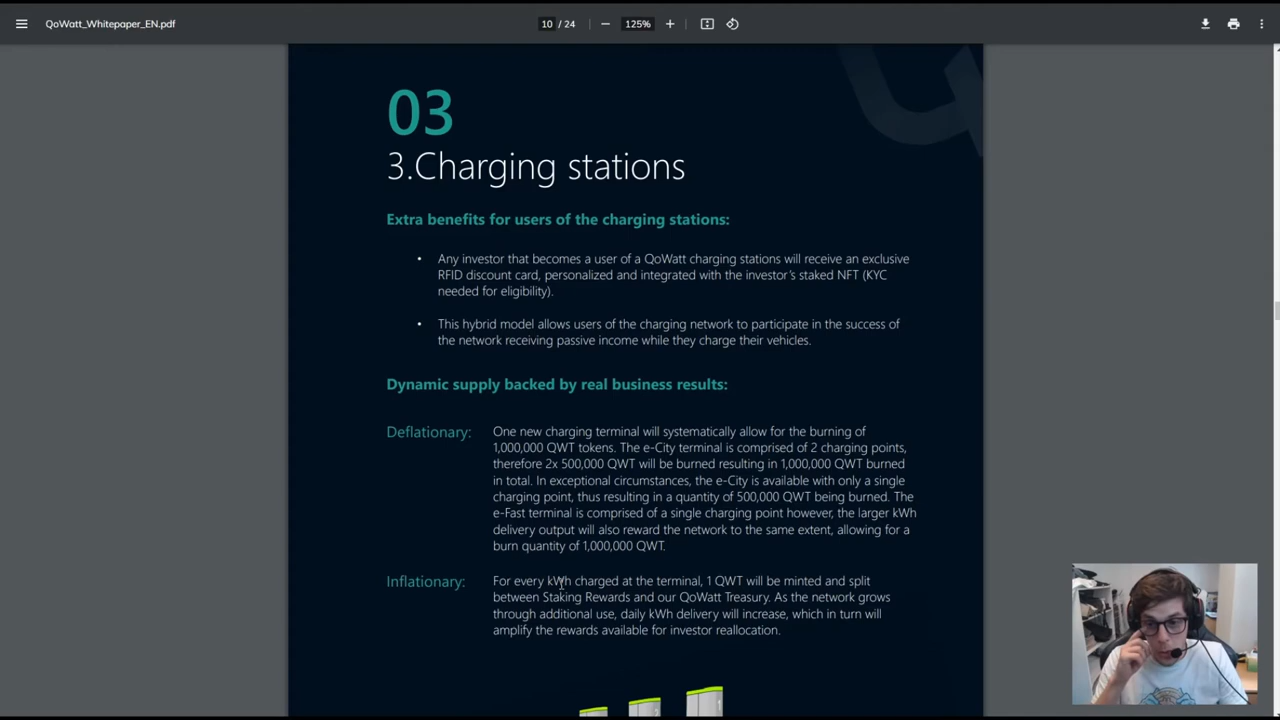 QoWatt_Whitepaper_EN.pdf
10 / 24
125%
03
3.Charging stations
Extra benefits for users of the charging stations:
• Any investor that becomes a user of a QoWatt charging stations will receive an exclusive
RFID discount card, personalized and integrated with the investor's staked NFT (KYC
needed for eligibility).
• This hybrid model allows users of the charging network to participate in the success of
the network receiving passive income while they charge their vehicles.
Dynamic supply backed by real business results:
Deflationary: One new charging terminal will systematically allow for the burning of
1,000,000 QWT tokens. The e-City terminal is comprised of 2 charging points,
therefore 2x 500,000 QWT will be burned resulting in 1,000,000 QWT burned
in total. In exceptional circumstances, the e-City is available with only a single
charging point, thus resulting in a quantity of 500,000 QWT being burned. The
e-Fast terminal is comprised of a single charging point however, the larger kWh
delivery output will also reward the network to the same extent, allowing for a
burn quantity of 1,000,000 QWT.
Inflationary: For every kWh charged at the terminal, 1 QWT will be minted and split
between Staking Rewards and our QoWatt Treasury. As the network grows
through additional use, daily kWh delivery will increase, which in turn will
amplify the rewards available for investor reallocation.